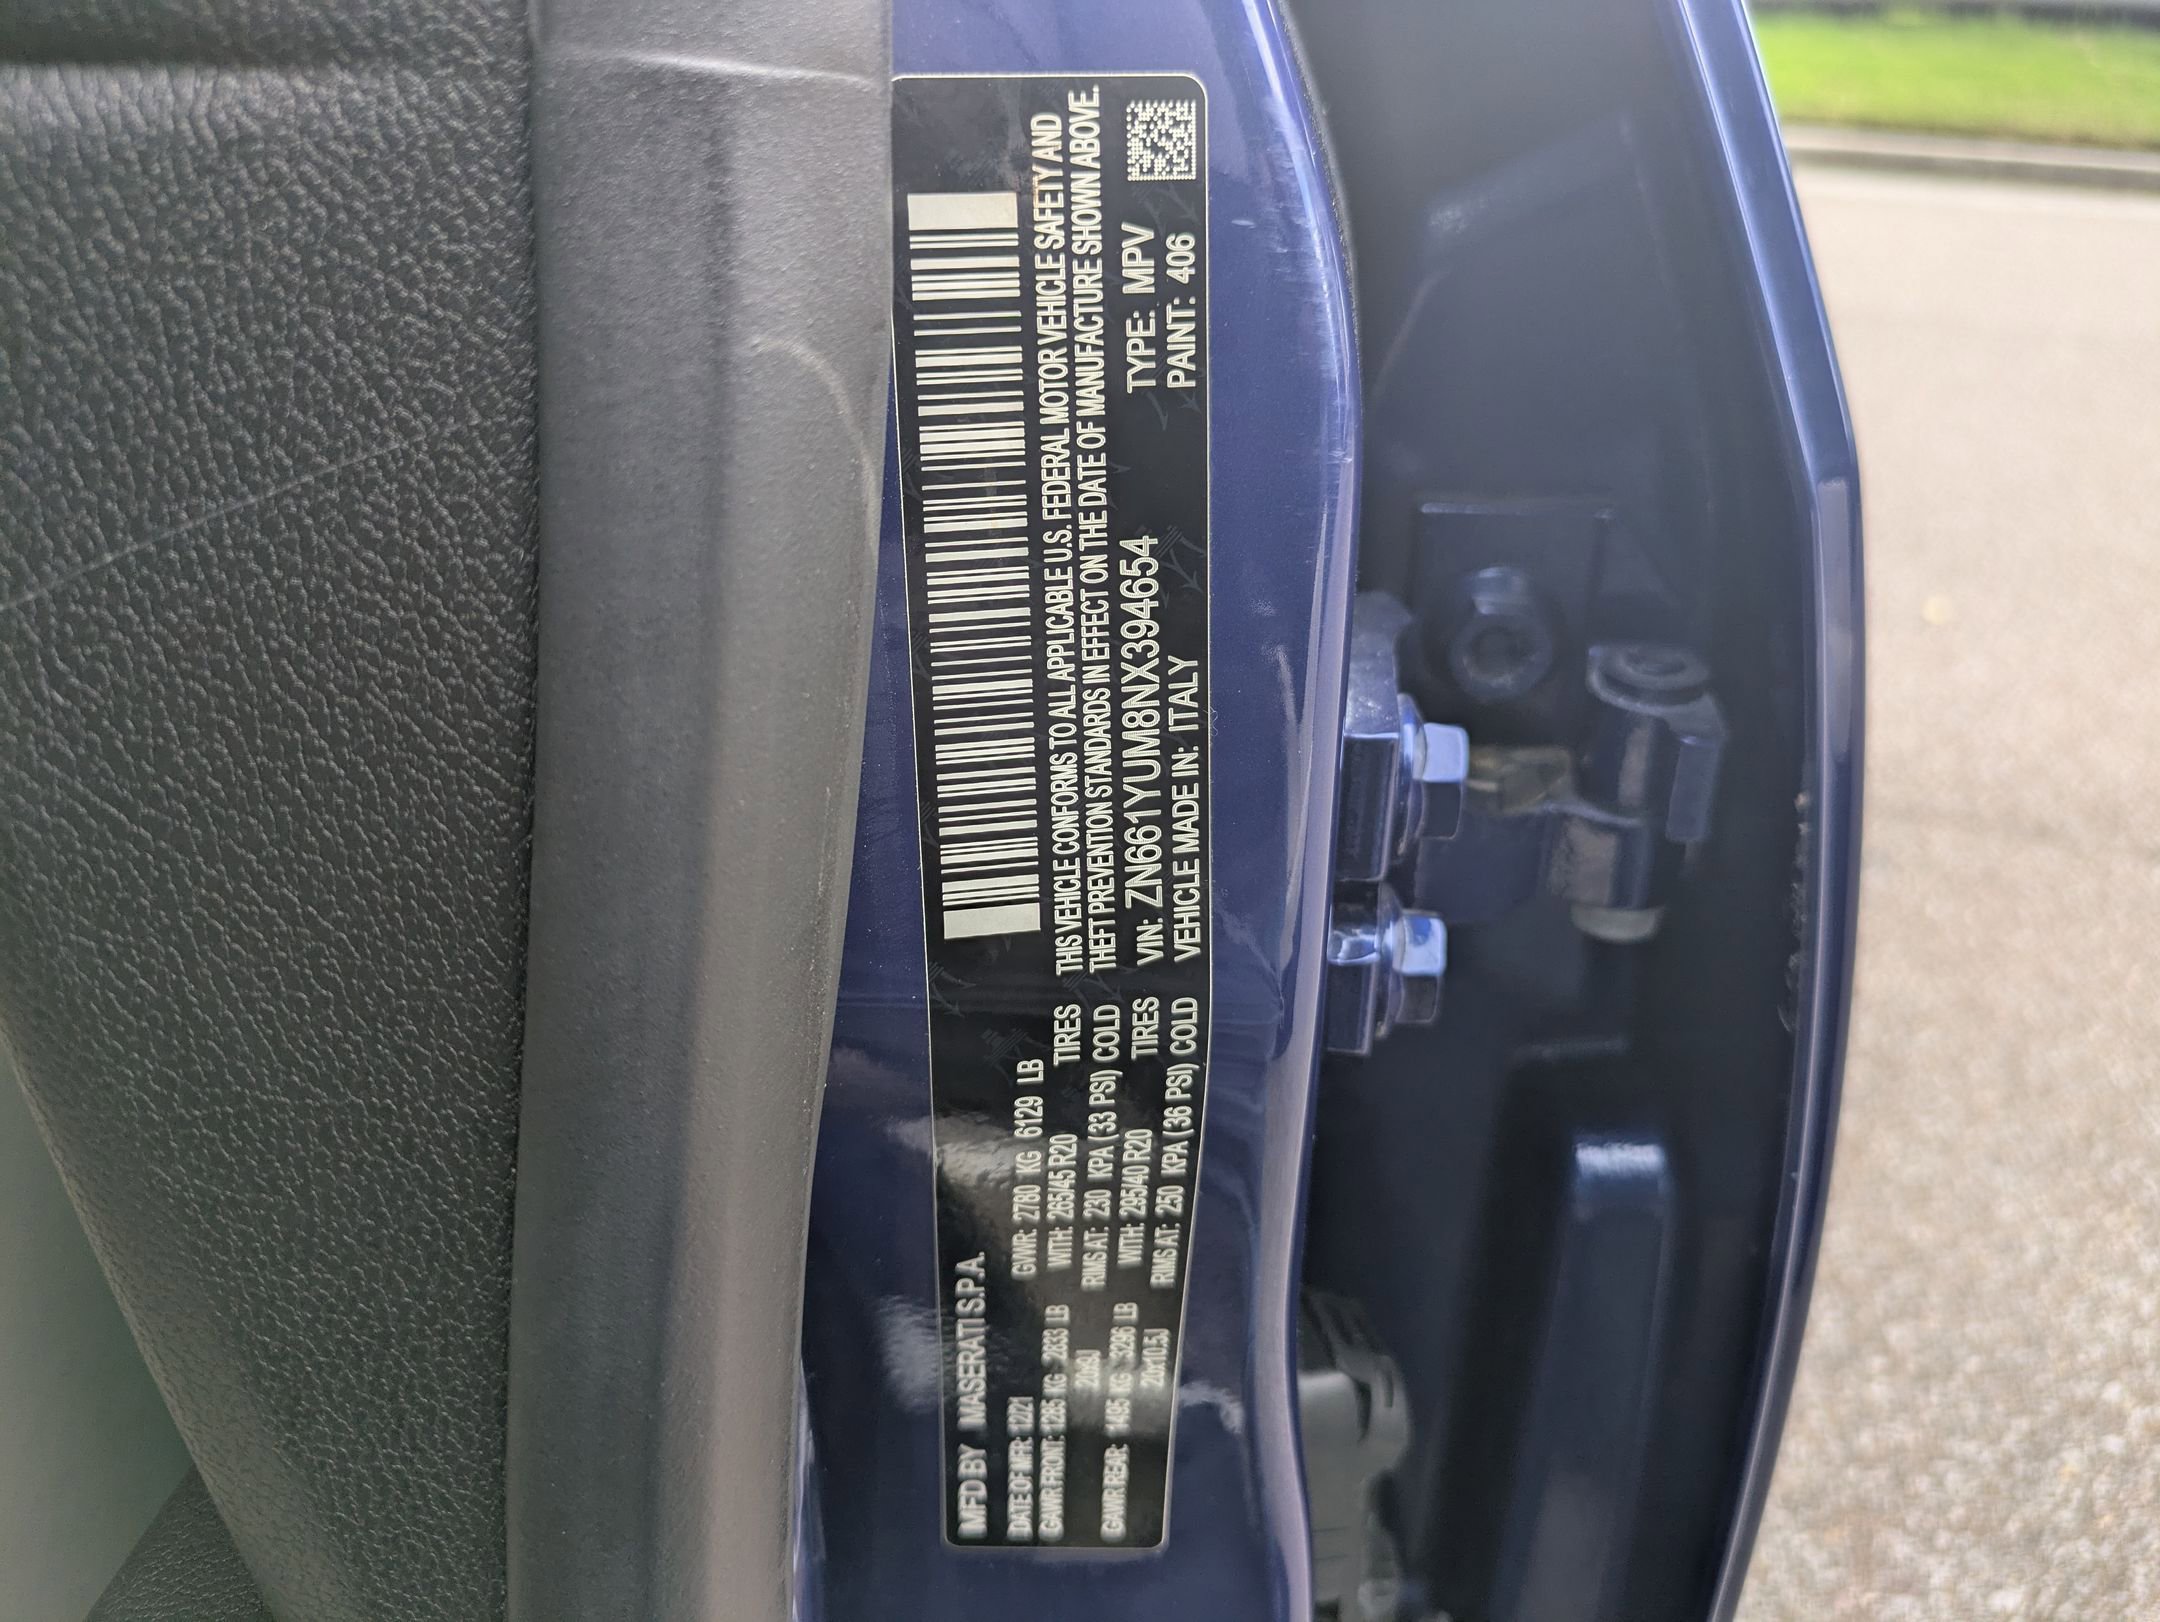 MFD BY MASERATI S.P.A.
DATE OF MFR: 12/21 GVWR: 2780 KG 6129 LB
GAWR FRONT: 1285 KG 2833 LB WITH: 265/45 R20 TIRES
20x9J RIMS AT: 230 KPA (33 PSI) COLD
GAWR REAR: 1495 KG 3296 LB WITH: 295/40 R20 TIRES
20x10.5J RIMS AT: 250 KPA (36 PSI) COLD
THIS VEHICLE CONFORMS TO ALL APPLICABLE U.S. FEDERAL MOTOR VEHICLE SAFETY AND
THEFT PREVENTION STANDARDS IN EFFECT ON THE DATE OF MANUFACTURE SHOWN ABOVE.
VIN: ZN661YUM8NX394654 TYPE: MPV
VEHICLE MADE IN: ITALY PAINT: 406